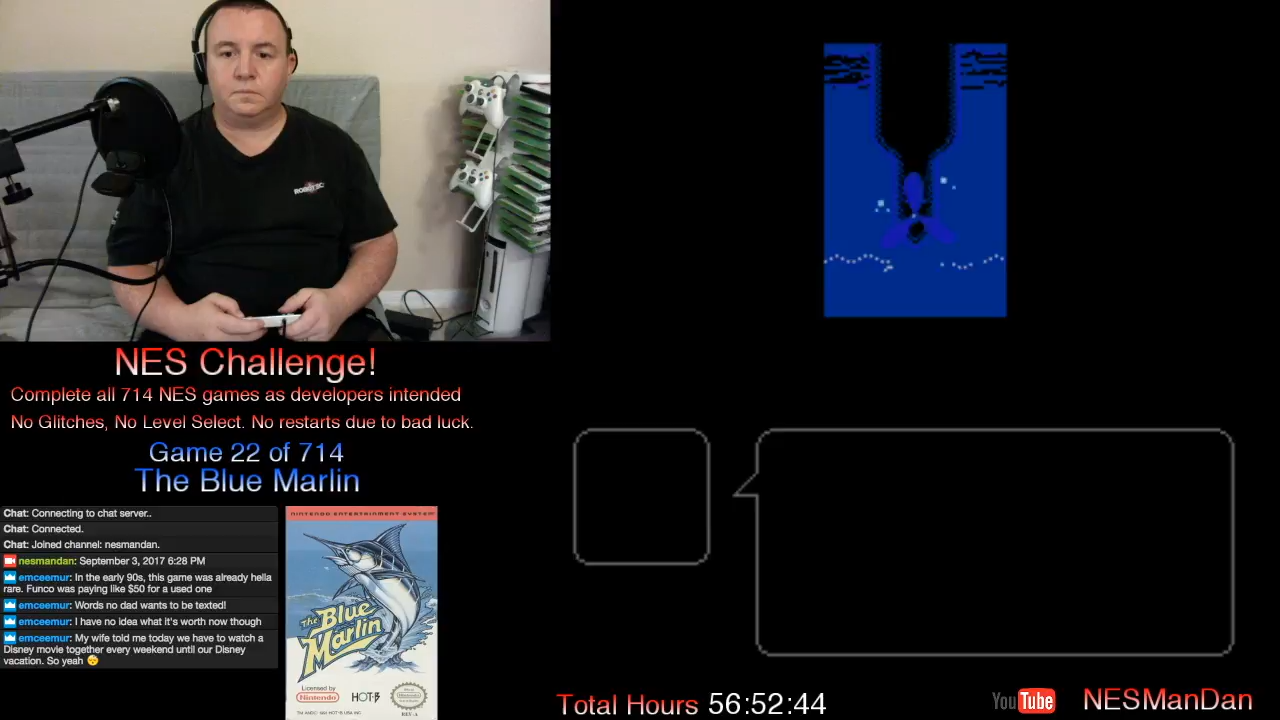 NES Challenge!
Complete all 714 NES games as developers intended
No Glitches, No Level Select. No restarts due to bad luck.
Game 22 of 714
The Blue Marlin
Chat: Connecting to chat server..
Chat: Connected.
Chat: Joined channel: nesmandan.
nesmandan: September 3, 2017 6:28 PM
emceemur: In the early 90s, this game was already hella
rare. Funco was paying like $50 for a used one
emceemur: Words no dad wants to be texted!
emceemur: I have no idea what it's worth now though
emceemur: My wife told me today we have to watch a
Disney movie together every weekend until our Disney
vacation. So yeah
NINTENDO ENTERTAINMENT SYSTEM
The
Blue
Marlin
Licensed by
Nintendo
HOT·B
REV-A
Total Hours 56:52:44
YouTube
NESManDan